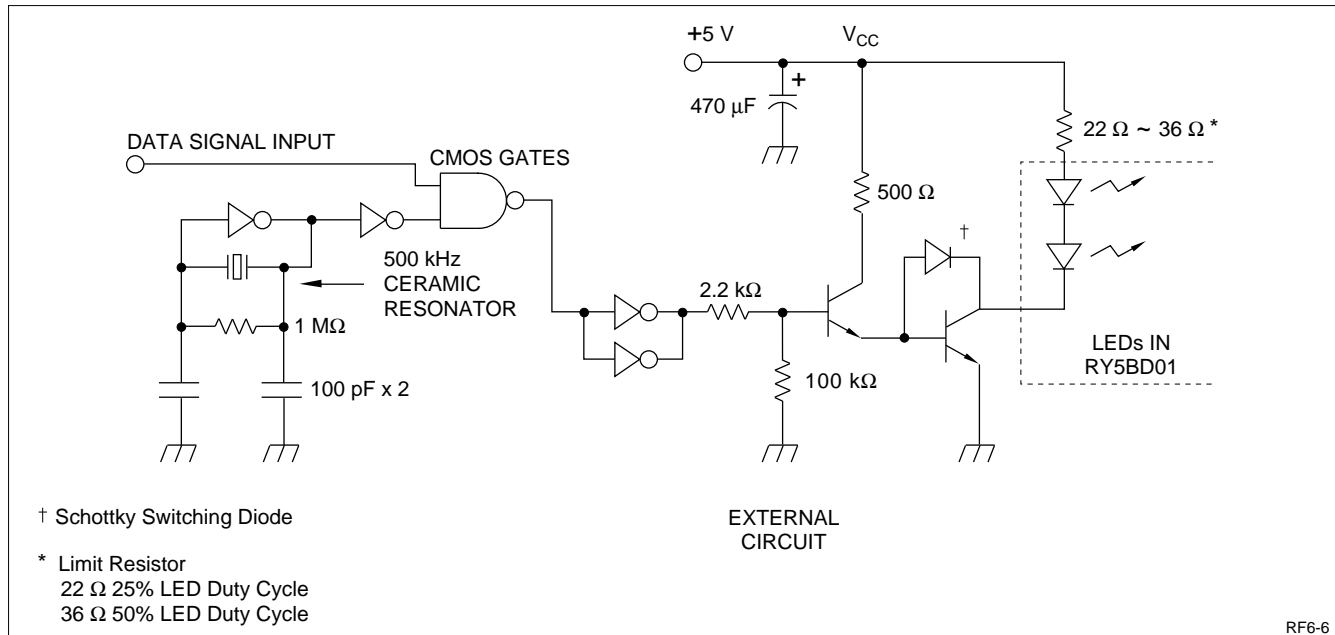 +5 V
V_CC
+
470 μF
22 Ω ~ 36 Ω *
DATA SIGNAL INPUT
CMOS GATES
500 Ω
†
500 kHz
CERAMIC
RESONATOR
2.2 kΩ
1 MΩ
LEDs IN
RY5BD01
100 pF x 2
100 kΩ
† Schottky Switching Diode
EXTERNAL
CIRCUIT
* Limit Resistor
22 Ω 25% LED Duty Cycle
36 Ω 50% LED Duty Cycle
RF6-6